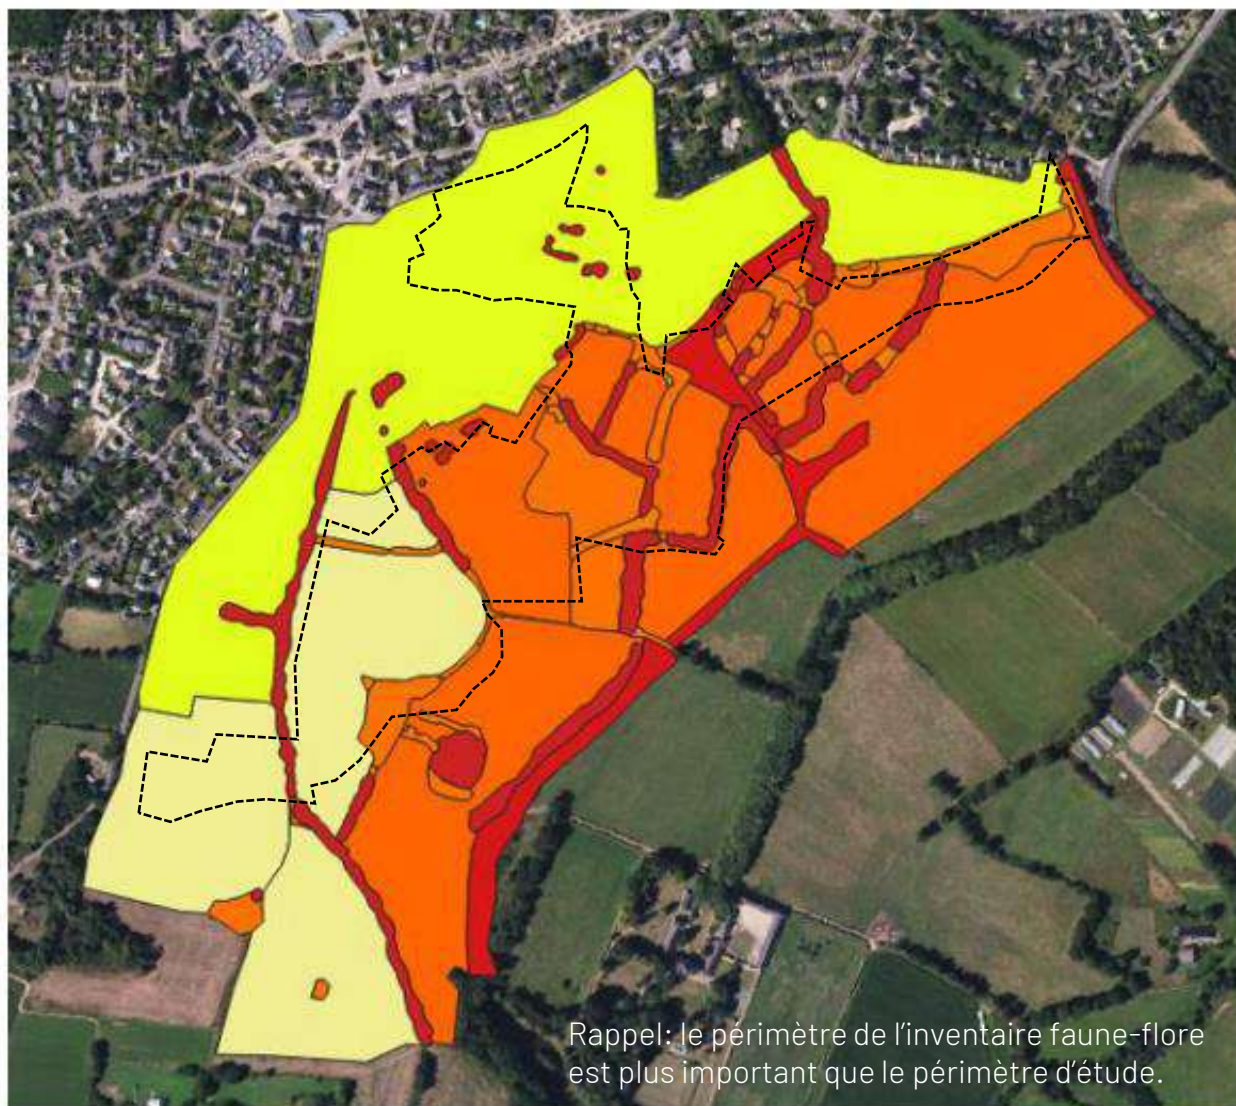 Rappel: le périmètre de l'inventaire faune-flore
est plus important que le périmètre d'étude.